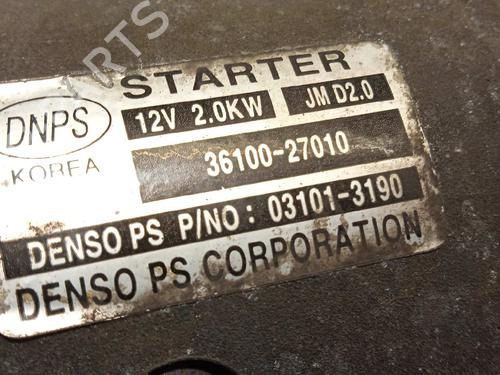 STARTER
DNPS
12V 2.0KW JM D2.0
KOREA
36100-27010
DENSO PS P/NO : 03101-3190
DENSO PS CORPORATION
PARTS